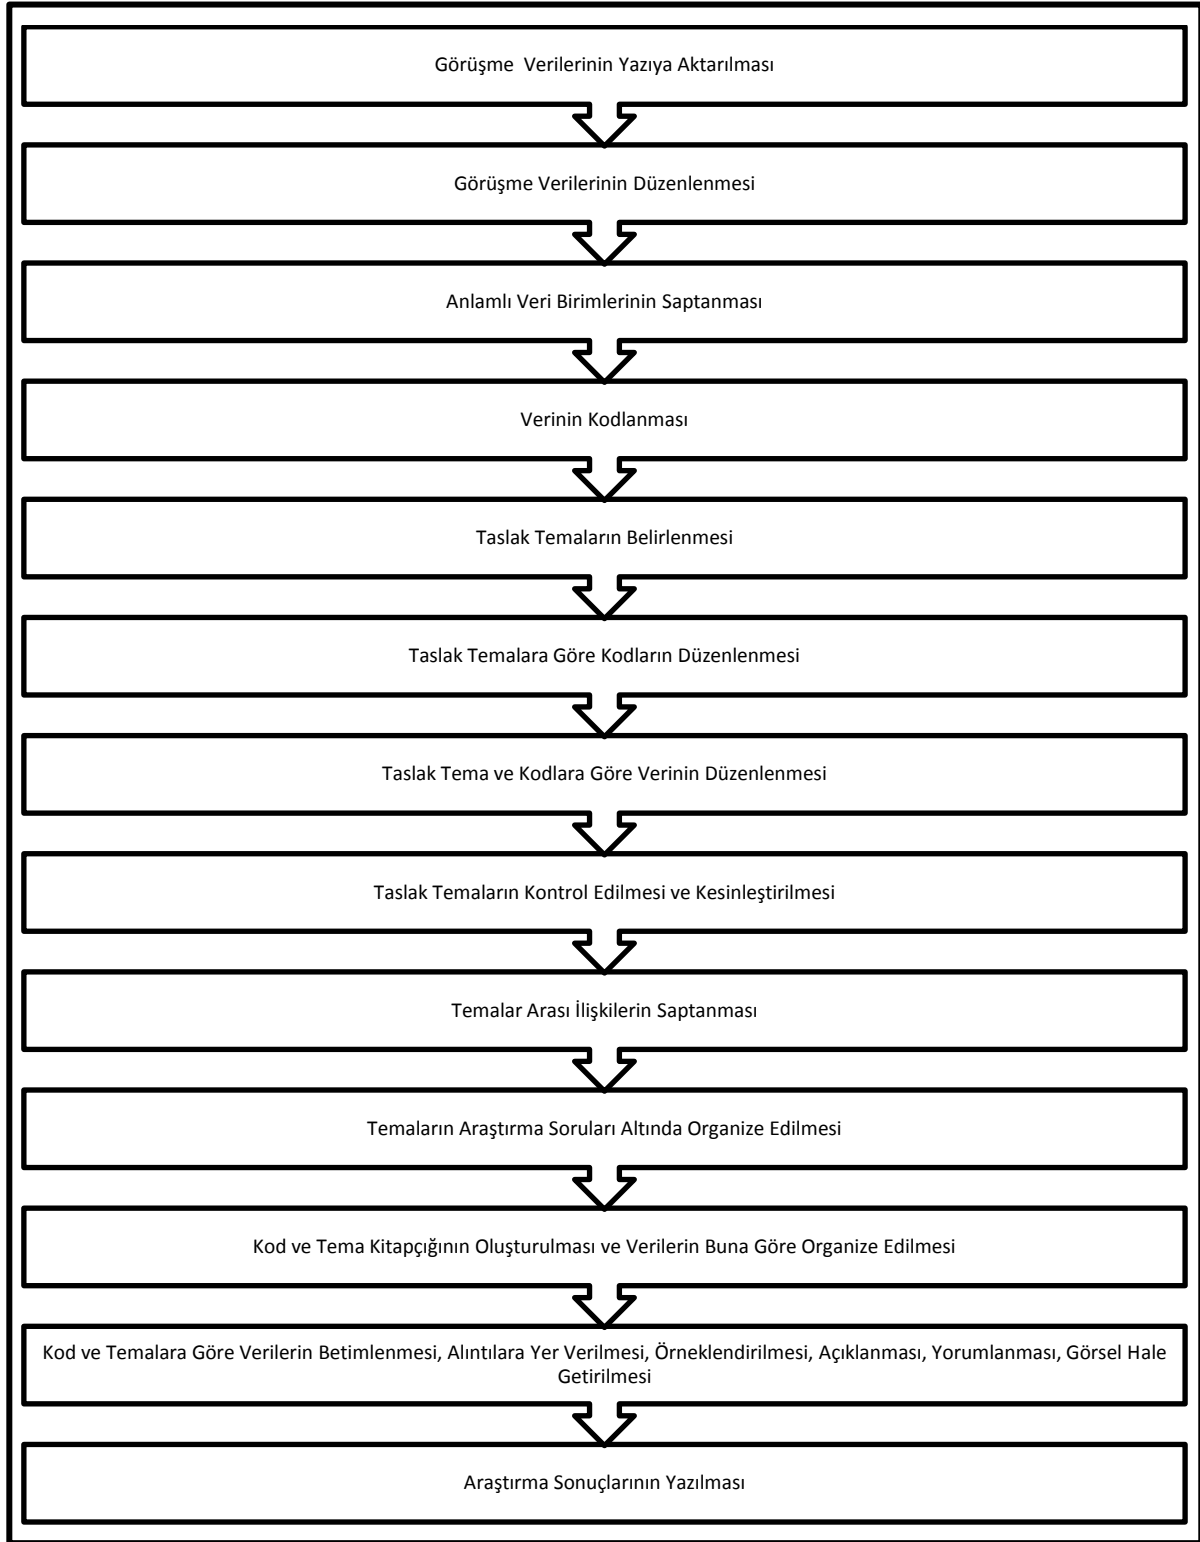 Görüşme  Verilerinin Yazıya Aktarılması
Görüşme Verilerinin Düzenlenmesi
Anlamlı Veri Birimlerinin Saptanması
Verinin Kodlanması
Taslak Temaların Belirlenmesi
Taslak Temalara Göre Kodların Düzenlenmesi
Taslak Tema ve Kodlara Göre Verinin Düzenlenmesi
Taslak Temaların Kontrol Edilmesi ve Kesinleştirilmesi
Temalar Arası İlişkilerin Saptanması
Temaların Araştırma Soruları Altında Organize Edilmesi
Kod ve Tema Kitapçığının Oluşturulması ve Verilerin Buna Göre Organize Edilmesi
Kod ve Temalara Göre Verilerin Betimlenmesi, Alıntılara Yer Verilmesi, Örneklendirilmesi, Açıklanması, Yorumlanması, Görsel Hale
Getirilmesi
Araştırma Sonuçlarının Yazılması